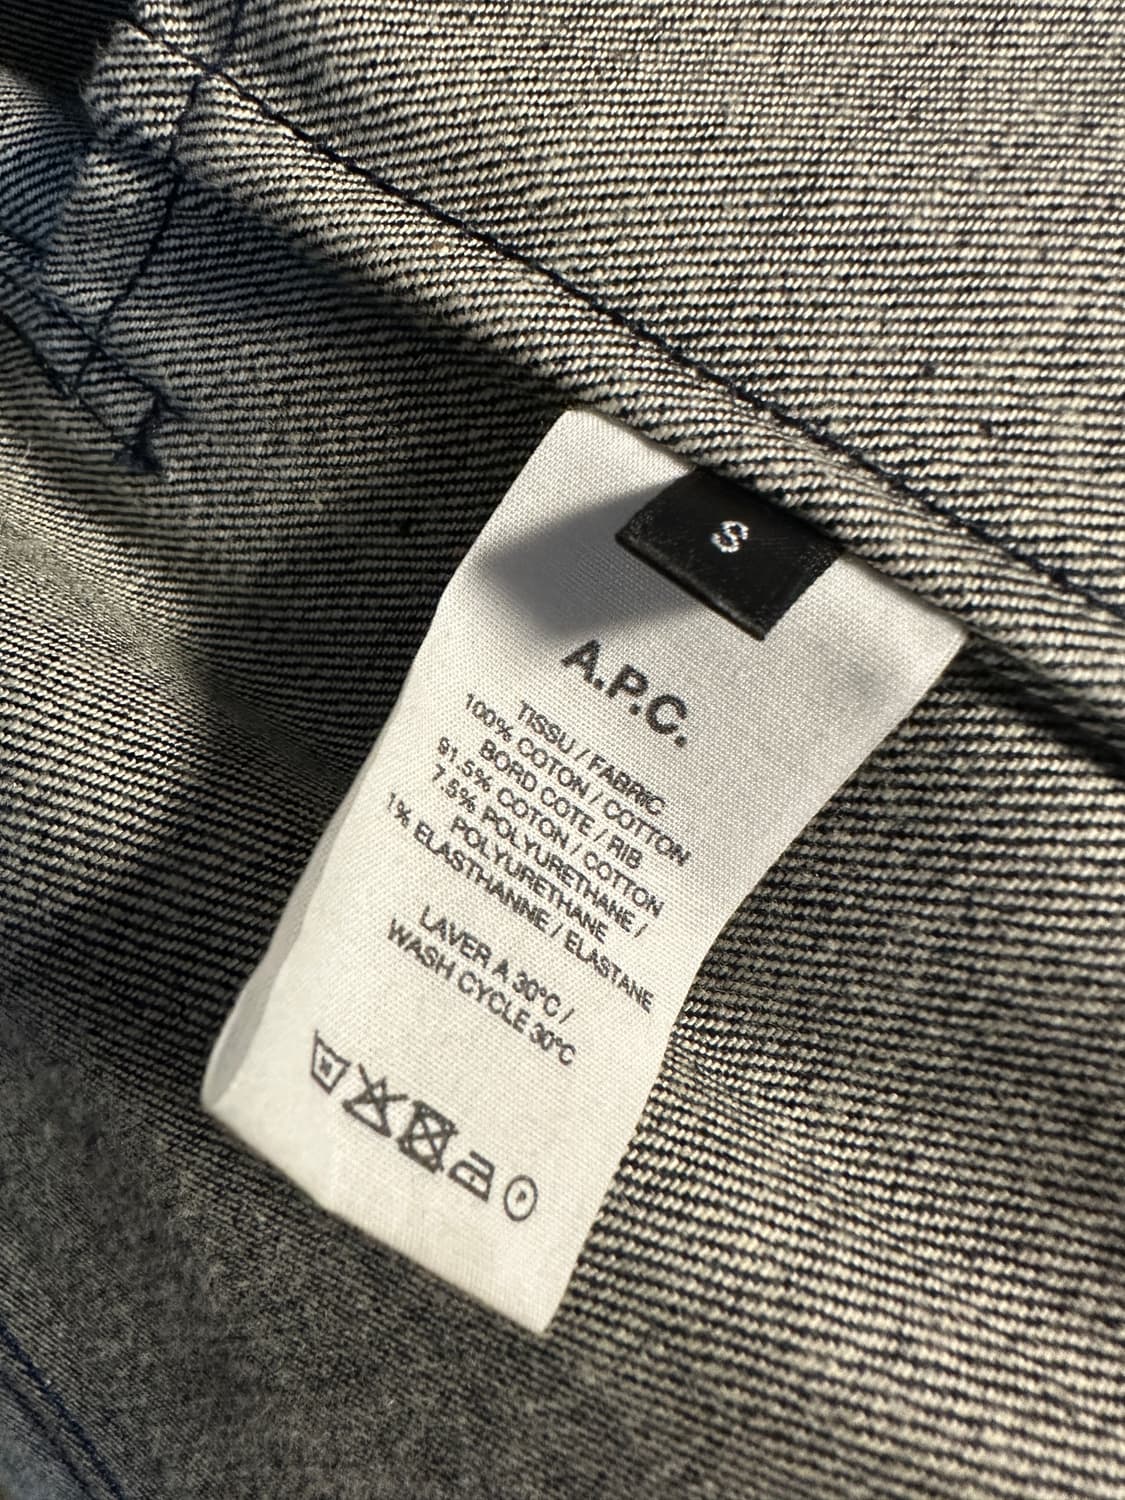 S
A.P.C.
TISSU / FABRIC
100% COTON / COTTON
BORD COTE / RIB
91.5% COTON / COTTON
7.5% POLYURETHANE /
POLYURETHANE
1% ELASTHANNE / ELASTANE
LAVER A 30°C /
WASH CYCLE 30°C
P